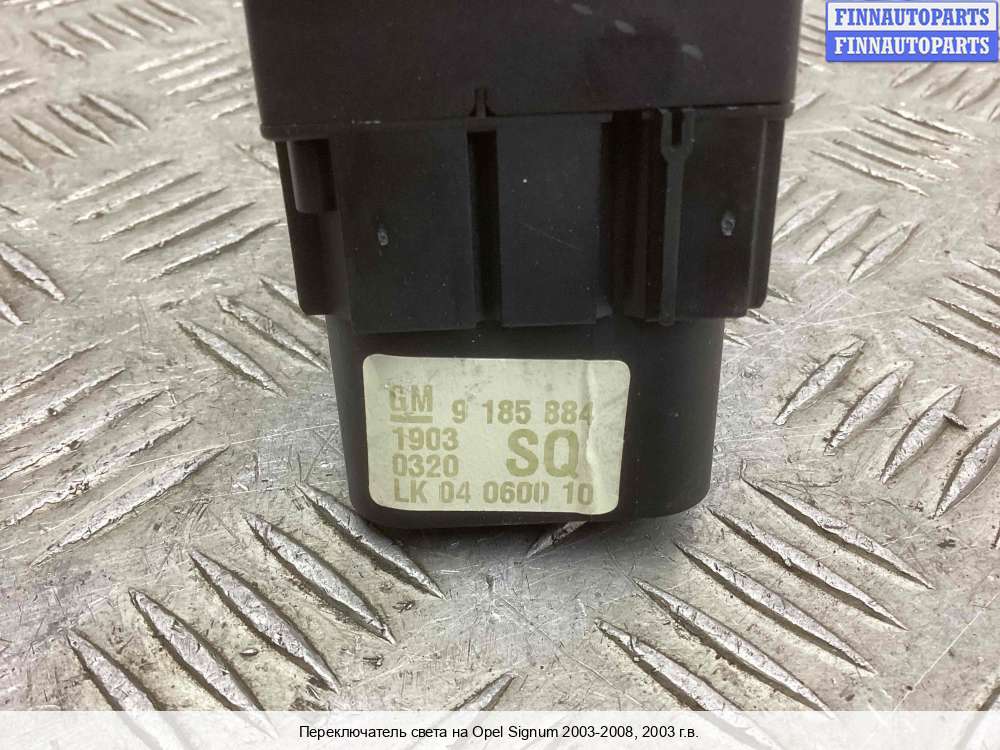 FINNAUTOPARTS
FINNAUTOPARTS
GM 9 185 884
1903
0320 SQ
LK 04 0600 10
Переключатель света на Opel Signum 2003-2008, 2003 г.в.